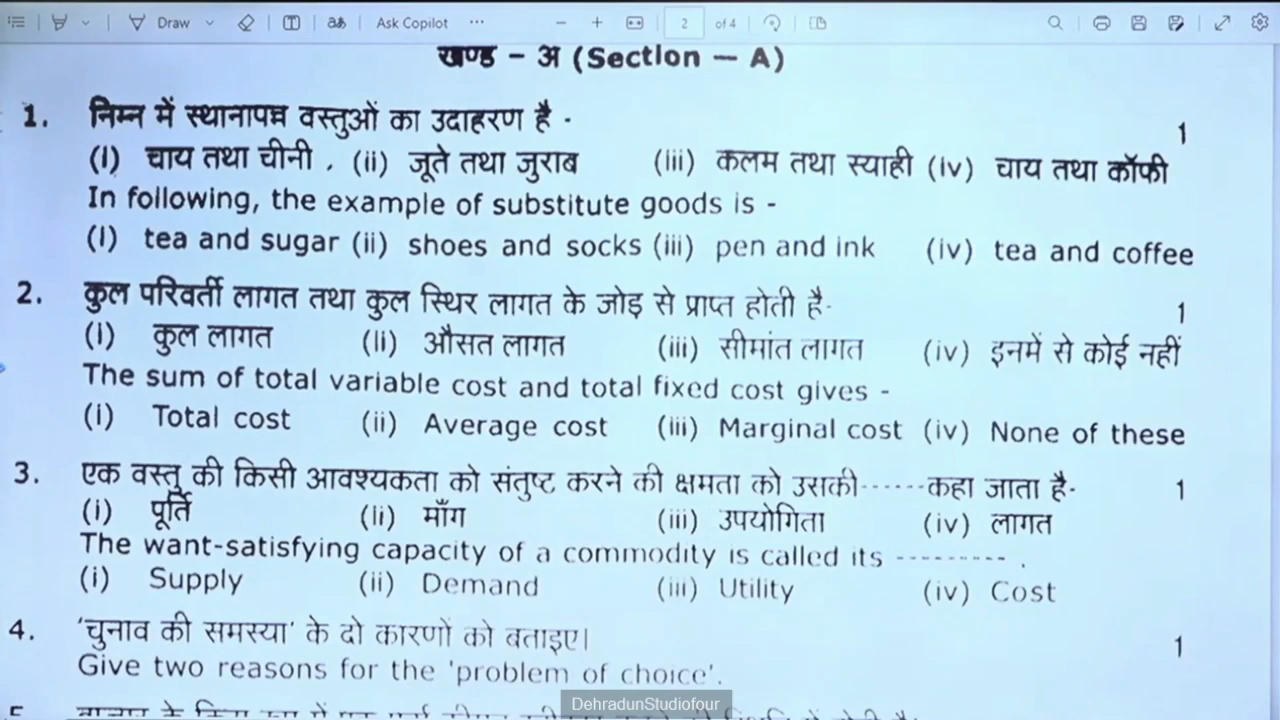 Draw
Ask Copilot
2 of 4
खण्ड - अ (Section — A)
1. निम्न में स्थानापन्न वस्तुओं का उदाहरण है - 1
(i) चाय तथा चीनी . (ii) जूते तथा जुराब (iii) कलम तथा स्याही (iv) चाय तथा कॉफी
In following, the example of substitute goods is -
(i) tea and sugar (ii) shoes and socks (iii) pen and ink (iv) tea and coffee
2. कुल परिवर्ती लागत तथा कुल स्थिर लागत के जोड़ से प्राप्त होती है- 1
(i) कुल लागत (ii) औसत लागत (iii) सीमांत लागत (iv) इनमें से कोई नहीं
The sum of total variable cost and total fixed cost gives -
(i) Total cost (ii) Average cost (iii) Marginal cost (iv) None of these
3. एक वस्तु की किसी आवश्यकता को संतुष्ट करने की क्षमता को उसकी ------ कहा जाता है- 1
(i) पूर्ति (ii) माँग (iii) उपयोगिता (iv) लागत
The want-satisfying capacity of a commodity is called its ---------- .
(i) Supply (ii) Demand (iii) Utility (iv) Cost
4. 'चुनाव की समस्या' के दो कारणों को बताइए। 1
Give two reasons for the 'problem of choice'.
DehradunStudiofour